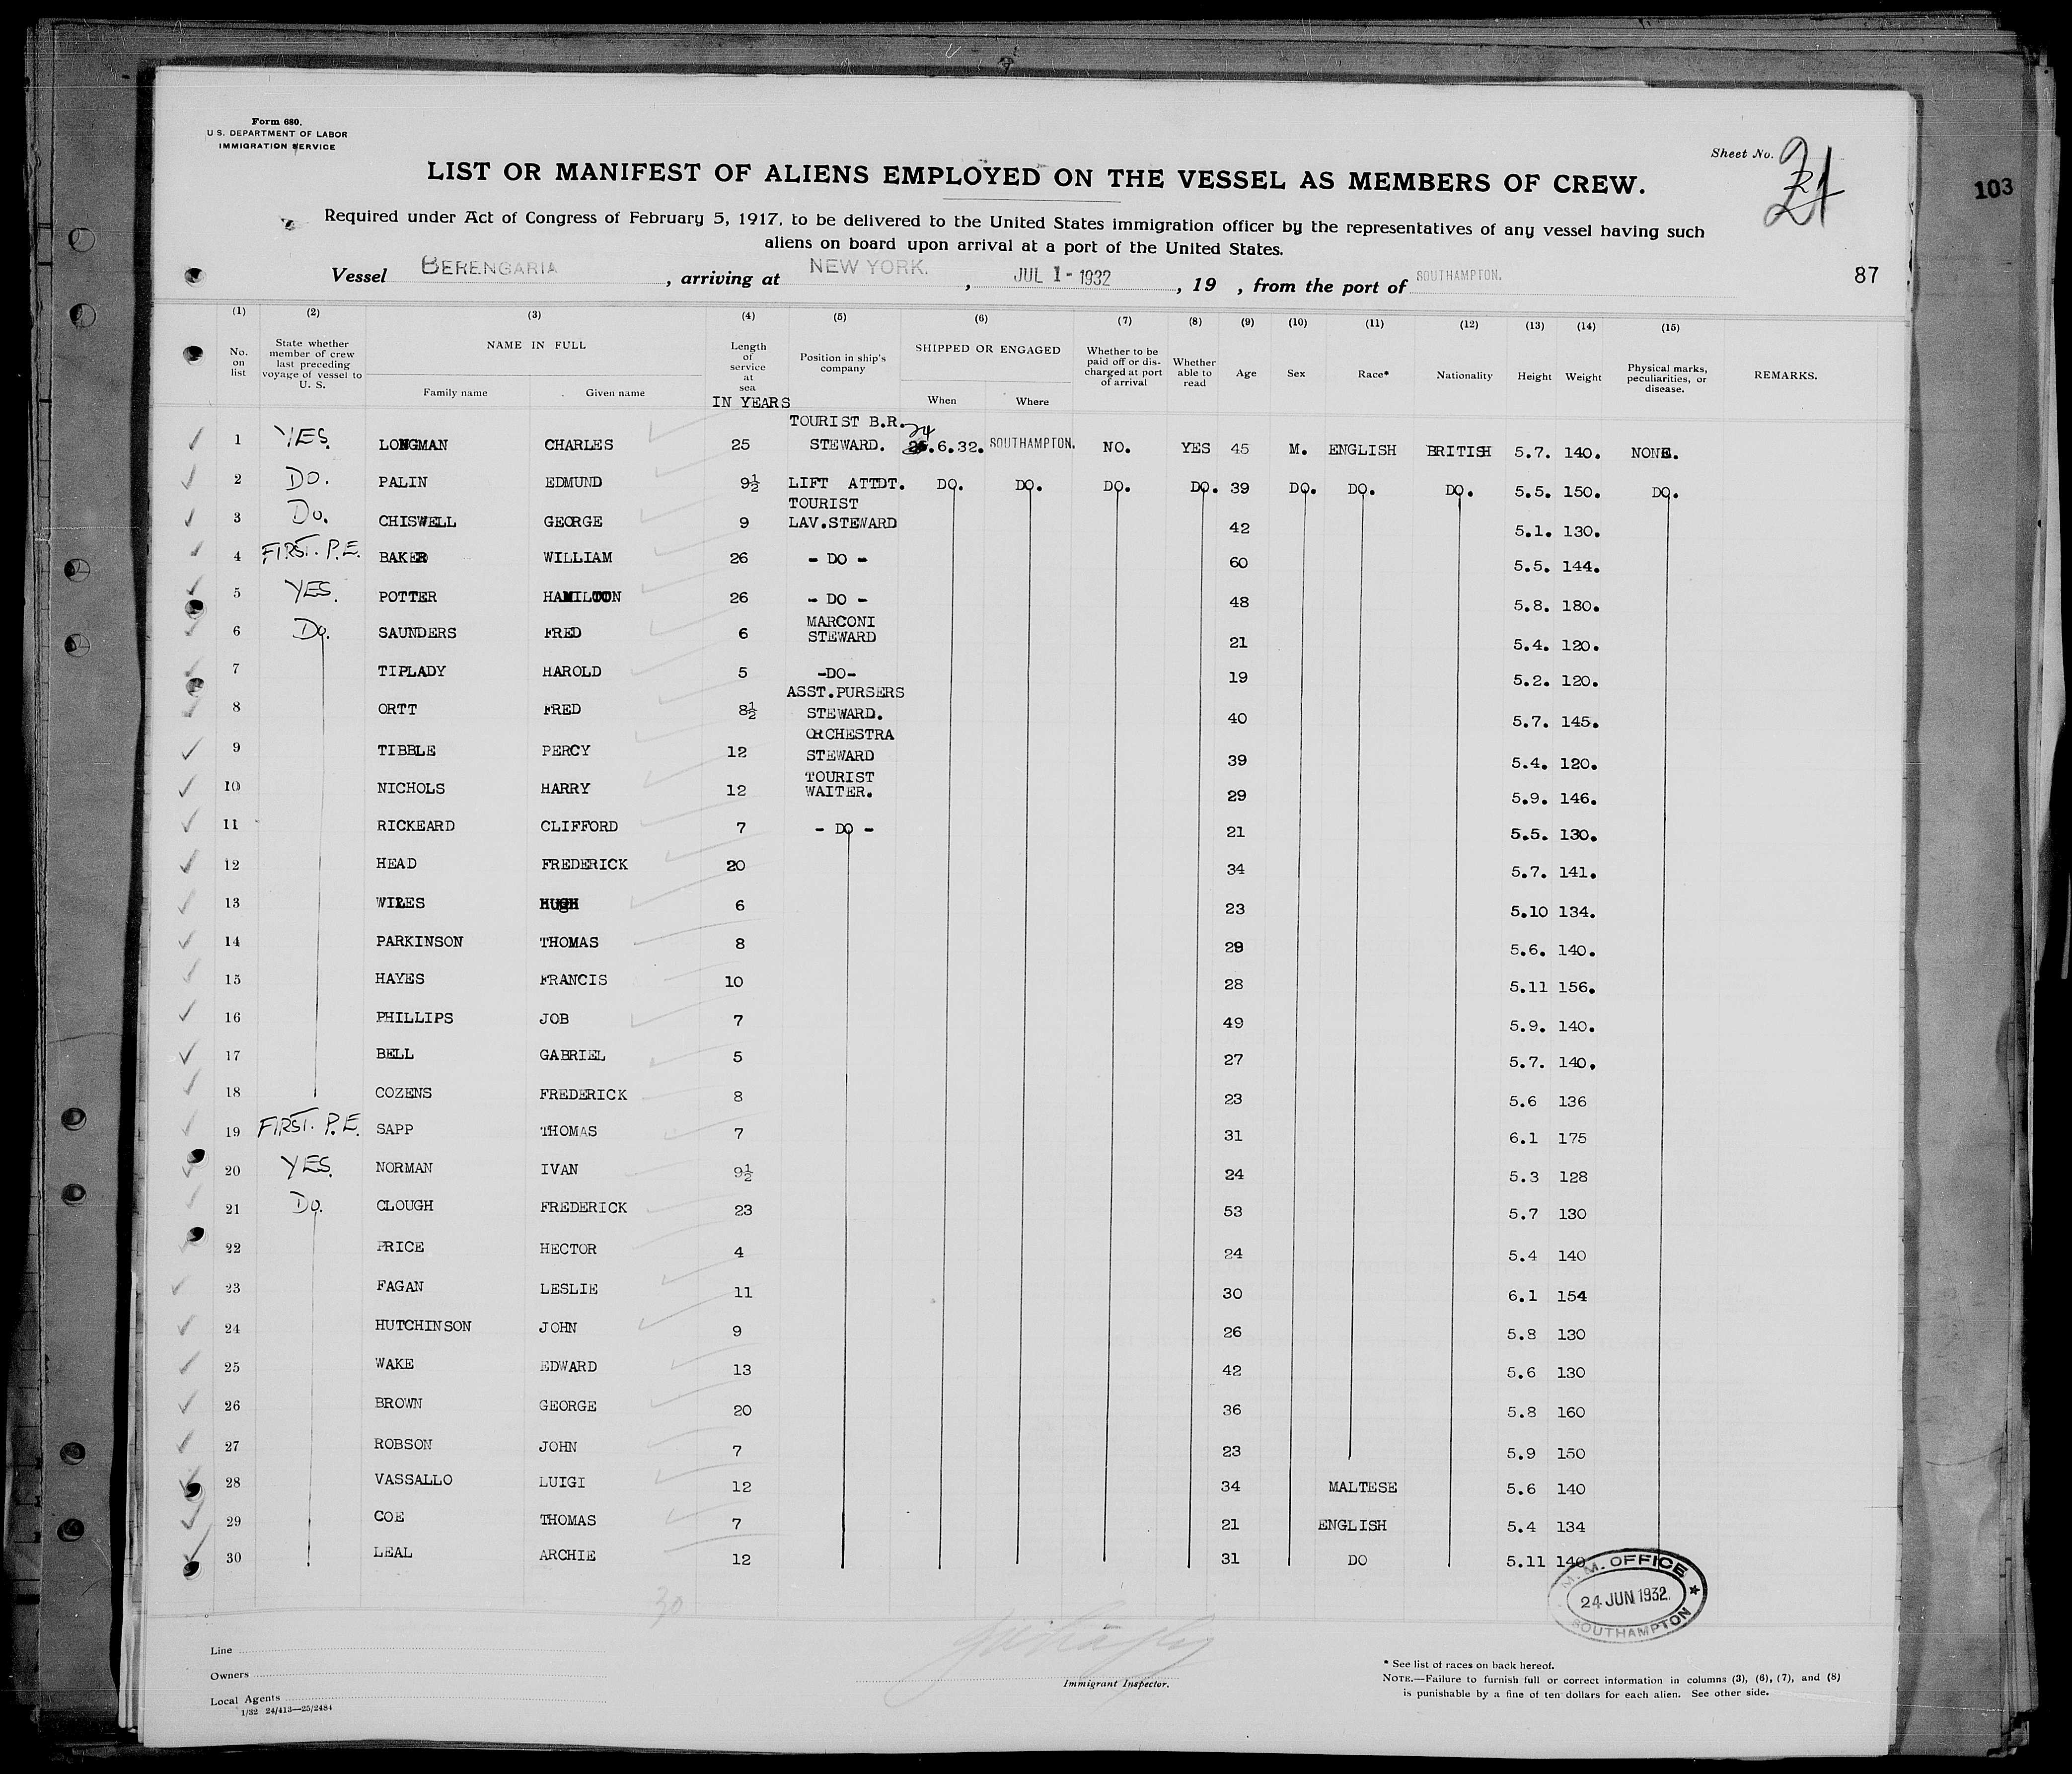 Form 680.
U.S. DEPARTMENT OF LABOR
IMMIGRATION SERVICE
Sheet No. 21
103
LIST OR MANIFEST OF ALIENS EMPLOYED ON THE VESSEL AS MEMBERS OF CREW.
Required under Act of Congress of February 5, 1917, to be delivered to the United States immigration officer by the representatives of any vessel having such
aliens on board upon arrival at a port of the United States.
Vessel BERENGARIA, arriving at NEW YORK., JUL 1 - 1932, 19 , from the port of SOUTHAMPTON.
87
(1) (2) (3) (4) (5) (6) (7) (8) (9) (10) (11) (12) (13) (14) (15)
No. on list
State whether member of crew last preceding voyage of vessel to U. S.
NAME IN FULL
Family name Given name
Length of service at sea
IN YEARS
Position in ship's company
SHIPPED OR ENGAGED
When Where
Whether to be paid off or discharged at port of arrival
Whether able to read
Age Sex Race* Nationality Height Weight
Physical marks, peculiarities, or disease.
REMARKS.
1 YES. LONGMAN CHARLES 25 TOURIST B.R. STEWARD. 24.6.32. SOUTHAMPTON. NO. YES 45 M. ENGLISH BRITISH 5.7. 140. NONE.
2 DO. PALIN EDMUND 9½ LIFT ATTDT. DO. DO. DO. DO. 39 DO. DO. DO. 5.5. 150. DO.
3 Do. CHISWELL GEORGE 9 TOURIST LAV.STEWARD 42 5.1. 130.
4 FIRST. P.E. BAKER WILLIAM 26 - DO - 60 5.5. 144.
5 YES. POTTER HAMILTON 26 - DO - 48 5.8. 180.
6 Do. SAUNDERS FRED 6 MARCONI STEWARD 21 5.4. 120.
7 TIPLADY HAROLD 5 -DO- 19 5.2. 120.
8 ORTT FRED 8½ ASST.PURSERS STEWARD. 40 5.7. 145.
9 TIBBLE PERCY 12 ORCHESTRA STEWARD 39 5.4. 120.
10 NICHOLS HARRY 12 TOURIST WAITER. 29 5.9. 146.
11 RICKEARD CLIFFORD 7 - DO - 21 5.5. 130.
12 HEAD FREDERICK 20 34 5.7. 141.
13 WILES HUGH 6 23 5.10 134.
14 PARKINSON THOMAS 8 29 5.6. 140.
15 HAYES FRANCIS 10 28 5.11 156.
16 PHILLIPS JOB 7 49 5.9. 140.
17 BELL GABRIEL 5 27 5.7. 140.
18 COZENS FREDERICK 8 23 5.6 136
19 FIRST. P.E. SAPP THOMAS 7 31 6.1 175
20 YES. NORMAN IVAN 9½ 24 5.3 128
21 Do. CLOUGH FREDERICK 23 53 5.7 130
22 PRICE HECTOR 4 24 5.4 140
23 FAGAN LESLIE 11 30 6.1 154
24 HUTCHINSON JOHN 9 26 5.8 130
25 WAKE EDWARD 13 42 5.6 130
26 BROWN GEORGE 20 36 5.8 160
27 ROBSON JOHN 7 23 5.9 150
28 VASSALLO LUIGI 12 34 MALTESE 5.6 140
29 COE THOMAS 7 21 ENGLISH 5.4 134
30 LEAL ARCHIE 12 31 DO 5.11 140
M.M. OFFICE
24 JUN 1932.
SOUTHAMPTON
30
Line
Owners
Local Agents
1/32 24/413—25/2484
Immigrant Inspector.
* See list of races on back hereof.
NOTE.—Failure to furnish full or correct information in columns (3), (6), (7), and (8)
is punishable by a fine of ten dollars for each alien. See other side.